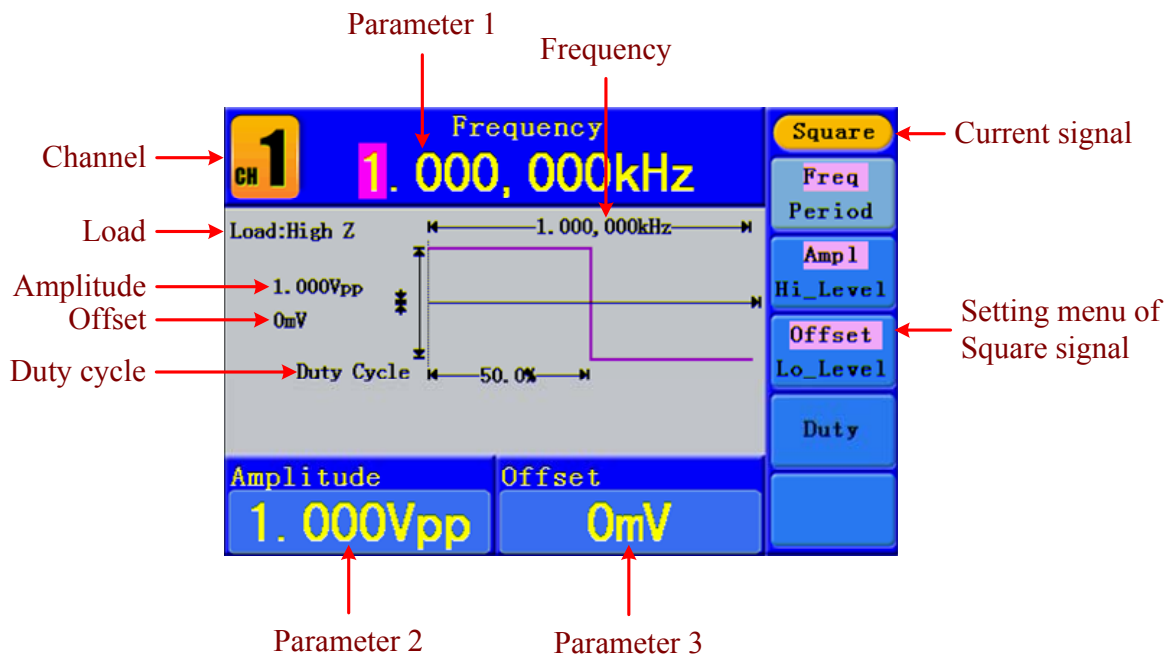 Parameter 1
Frequency
Channel
CH 1
Frequency
1.000,000kHz
Square
Current signal
Freq
Period
Load
Load:High Z
1.000,000kHz
Ampl
Hi_Level
Amplitude
1.000Vpp
Offset
0mV
Offset
Lo_Level
Setting menu of
Square signal
Duty cycle
Duty Cycle
50.0%
Duty
Amplitude
Offset
1.000Vpp
0mV
Parameter 2
Parameter 3